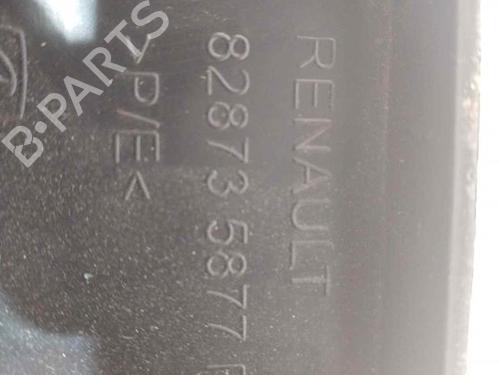 RENAULT
82873 5877 R
>P/E<
B-PARTS